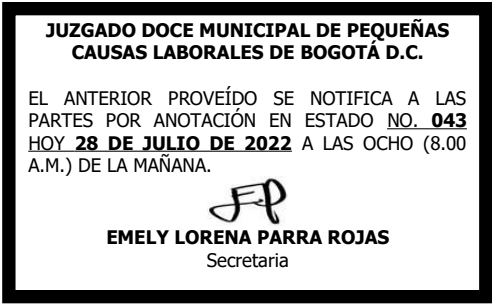 JUZGADO DOCE MUNICIPAL DE PEQUEÑAS
CAUSAS LABORALES DE BOGOTÁ D.C.
EL ANTERIOR PROVEÍDO SE NOTIFICA A LAS
PARTES POR ANOTACIÓN EN ESTADO NO. 043
HOY 28 DE JULIO DE 2022 A LAS OCHO (8.00
A.M.) DE LA MAÑANA.
EMELY LORENA PARRA ROJAS
Secretaria